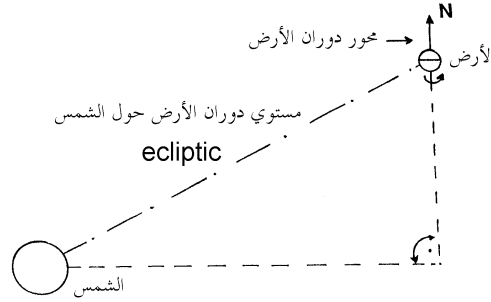 N
محور دوران الأرض
الأرض
مستوي دوران الأرض حول الشمس
ecliptic
الشمس